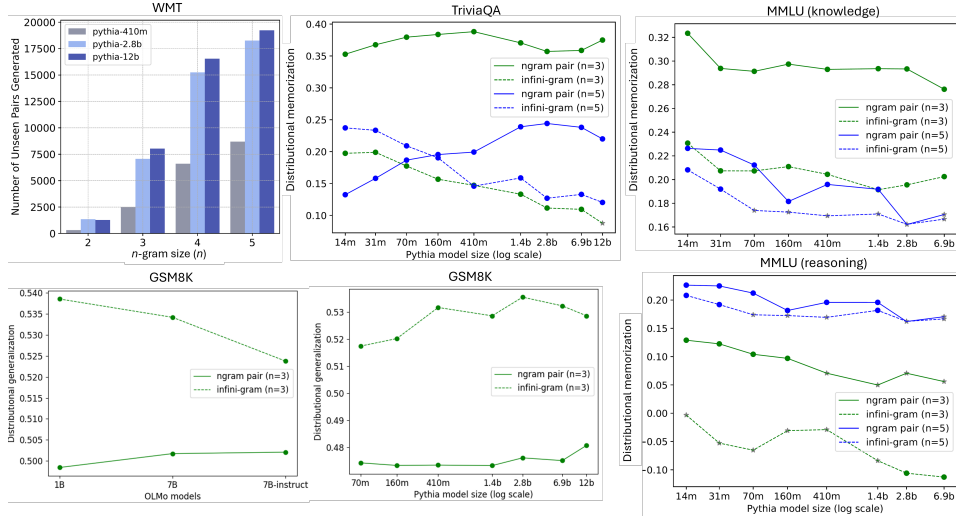 WMT
Number of Unseen Pairs Generated
20000
17500
15000
12500
10000
7500
5000
2500
0
pythia-410m
pythia-2.8b
pythia-12b
2 3 4 5
n-gram size (n)
TriviaQA
Distributional memorization
0.40
0.35
0.30
0.25
0.20
0.15
0.10
ngram pair (n=3)
infini-gram (n=3)
ngram pair (n=5)
infini-gram (n=5)
14m 31m 70m 160m 410m 1.4b 2.8b 6.9b 12b
Pythia model size (log scale)
MMLU (knowledge)
Distributional memorization
0.32
0.30
0.28
0.26
0.24
0.22
0.20
0.18
0.16
ngram pair (n=3)
infini-gram (n=3)
ngram pair (n=5)
infini-gram (n=5)
14m 31m 70m 160m 410m 1.4b 2.8b 6.9b
GSM8K
Distributional generalization
0.540
0.535
0.530
0.525
0.520
0.515
0.510
0.505
0.500
ngram pair (n=3)
infini-gram (n=3)
1B 7B 7B-instruct
OLMo models
GSM8K
Distributional generalization
0.53
0.52
0.51
0.50
0.49
0.48
ngram pair (n=3)
infini-gram (n=3)
70m 160m 410m 1.4b 2.8b 6.9b 12b
Pythia model size (log scale)
MMLU (reasoning)
Distributional memorization
0.20
0.15
0.10
0.05
0.00
−0.05
−0.10
ngram pair (n=3)
infini-gram (n=3)
ngram pair (n=5)
infini-gram (n=5)
14m 31m 70m 160m 410m 1.4b 2.8b 6.9b
Pythia model size (log scale)